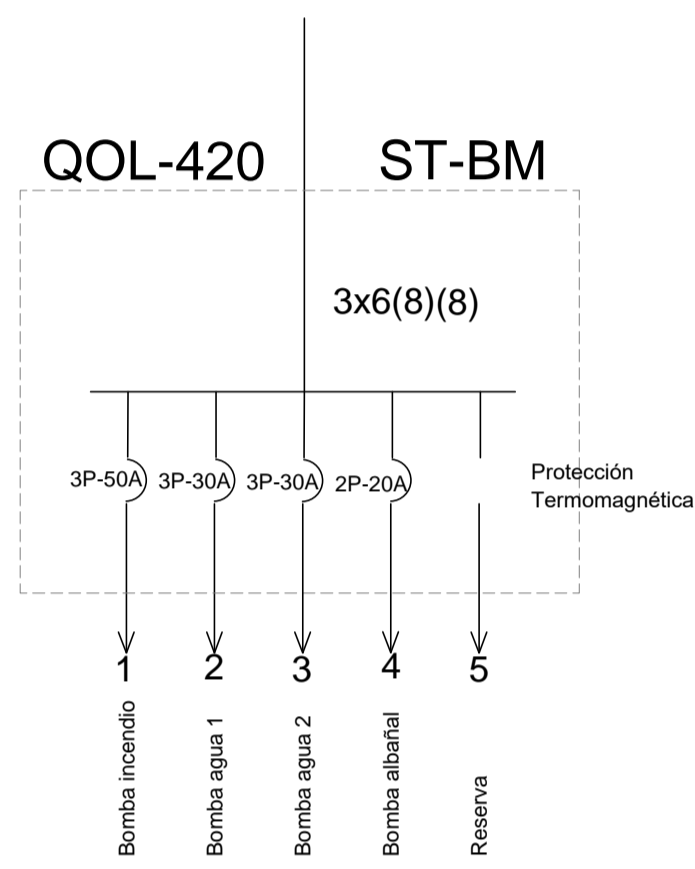 QOL-420
ST-BM
3x6(8)(8)
3P-50A
3P-30A
3P-30A
2P-20A
Protección
Termomagnética
1
2
3
4
5
Bomba incendio
Bomba agua 1
Bomba agua 2
Bomba albañal
Reserva